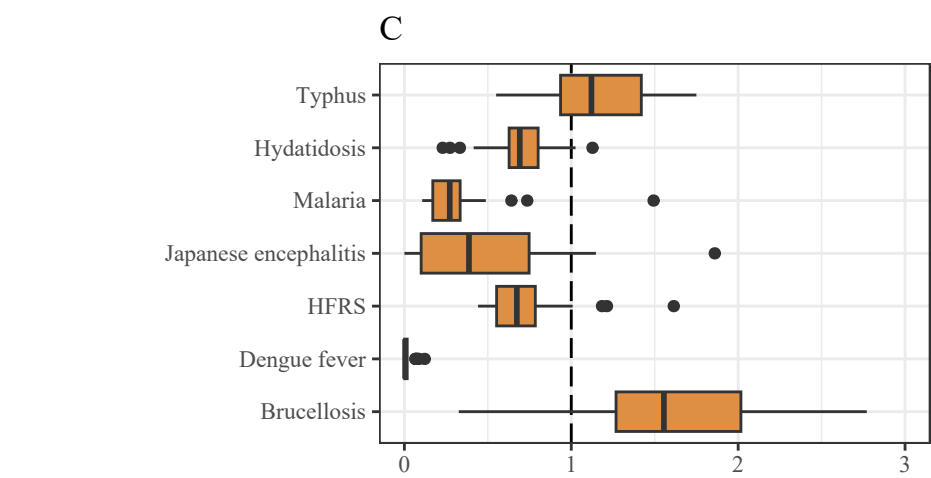 C
Typhus
Hydatidosis
Malaria
Japanese encephalitis
HFRS
Dengue fever
Brucellosis
0 1 2 3